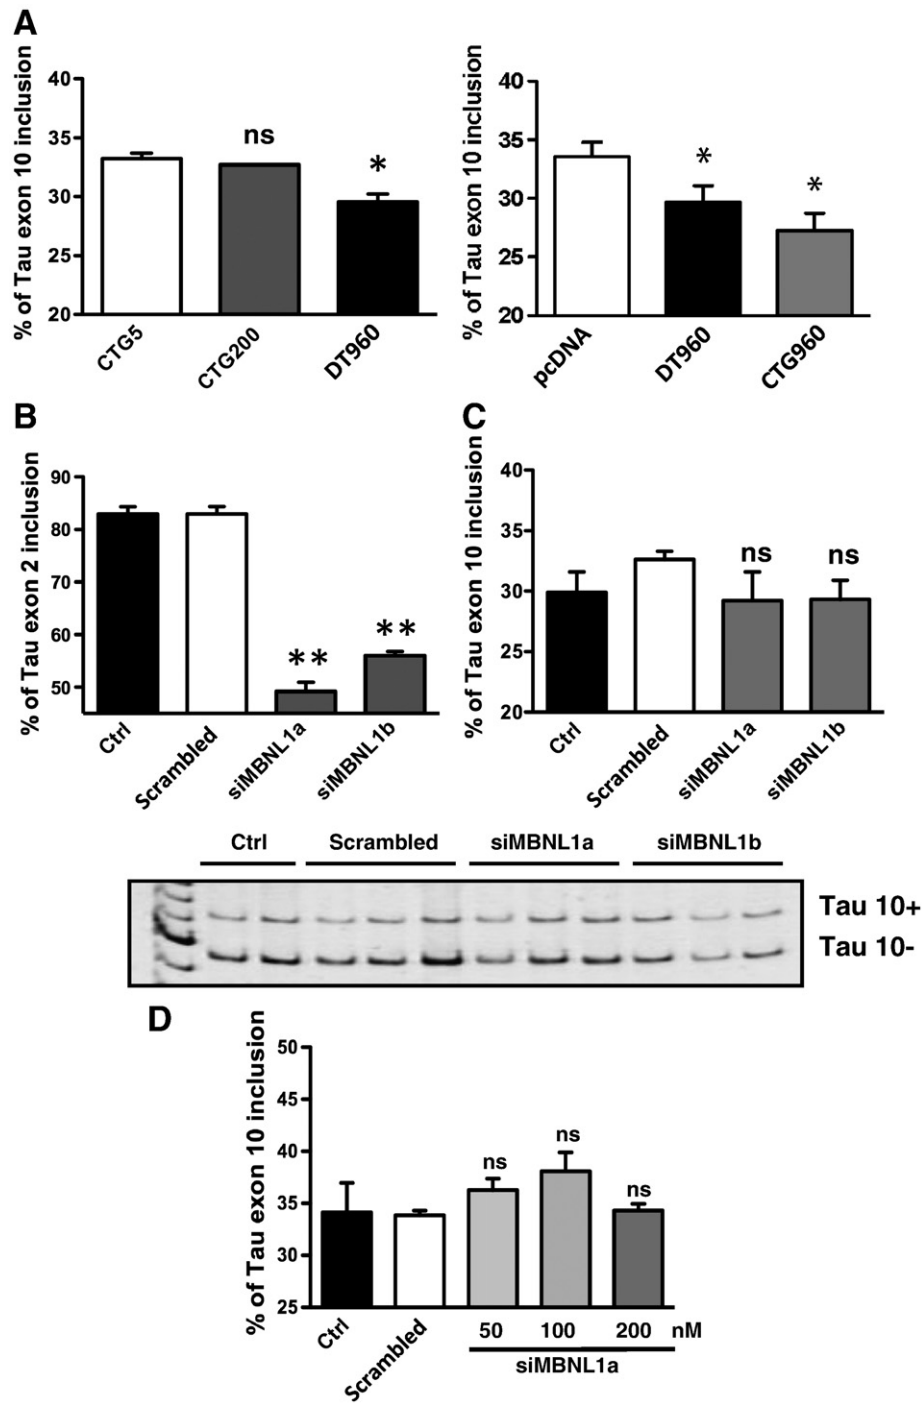 A
% of Tau exon 10 inclusion
40
35
30
25
20
ns
*
CTG5
CTG200
DT960
% of Tau exon 10 inclusion
40
35
30
25
20
*
*
pcDNA
DT960
CTG960
B
% of Tau exon 2 inclusion
90
80
70
60
50
**
**
Ctrl
Scrambled
siMBNL1a
siMBNL1b
C
% of Tau exon 10 inclusion
40
35
30
25
20
ns
ns
Ctrl
Scrambled
siMBNL1a
siMBNL1b
Ctrl Scrambled siMBNL1a siMBNL1b
Tau 10+
Tau 10-
D
% of Tau exon 10 inclusion
50
45
40
35
30
25
ns
ns
ns
Ctrl
Scrambled
50 100 200 nM
siMBNL1a